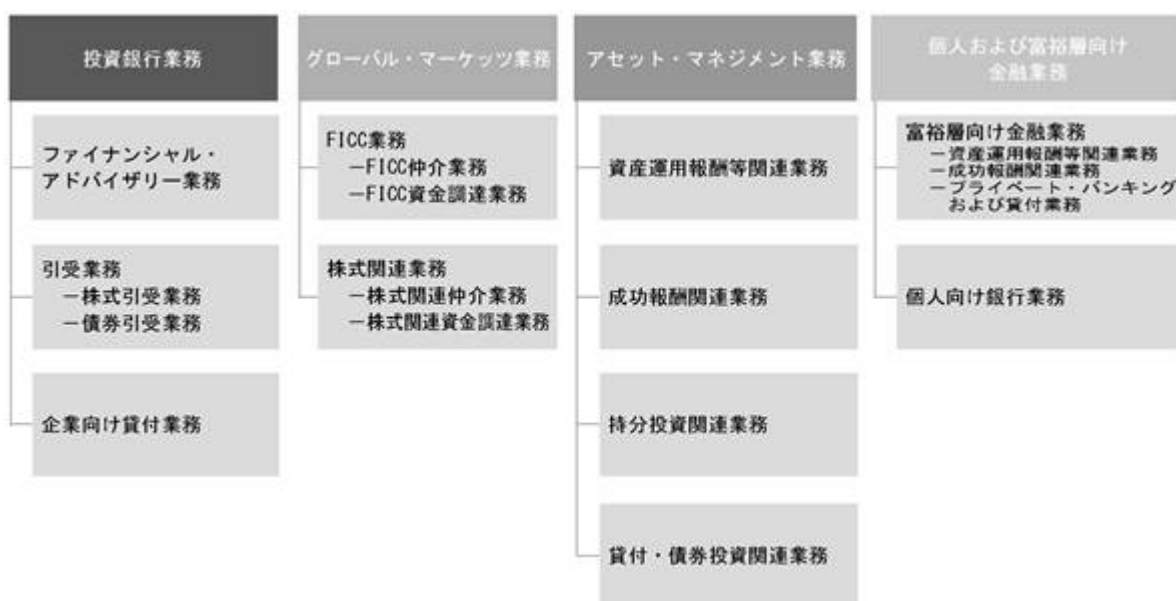 投資銀行業務
ファイナンシャル・
アドバイザリー業務
引受業務
－株式引受業務
－債券引受業務
企業向け貸付業務
グローバル・マーケッツ業務
FICC業務
－FICC仲介業務
－FICC資金調達業務
株式関連業務
－株式関連仲介業務
－株式関連資金調達業務
アセット・マネジメント業務
資産運用報酬等関連業務
成功報酬関連業務
持分投資関連業務
貸付・債券投資関連業務
個人および富裕層向け
金融業務
富裕層向け金融業務
－資産運用報酬等関連業務
－成功報酬関連業務
－プライベート・バンキング
および貸付業務
個人向け銀行業務